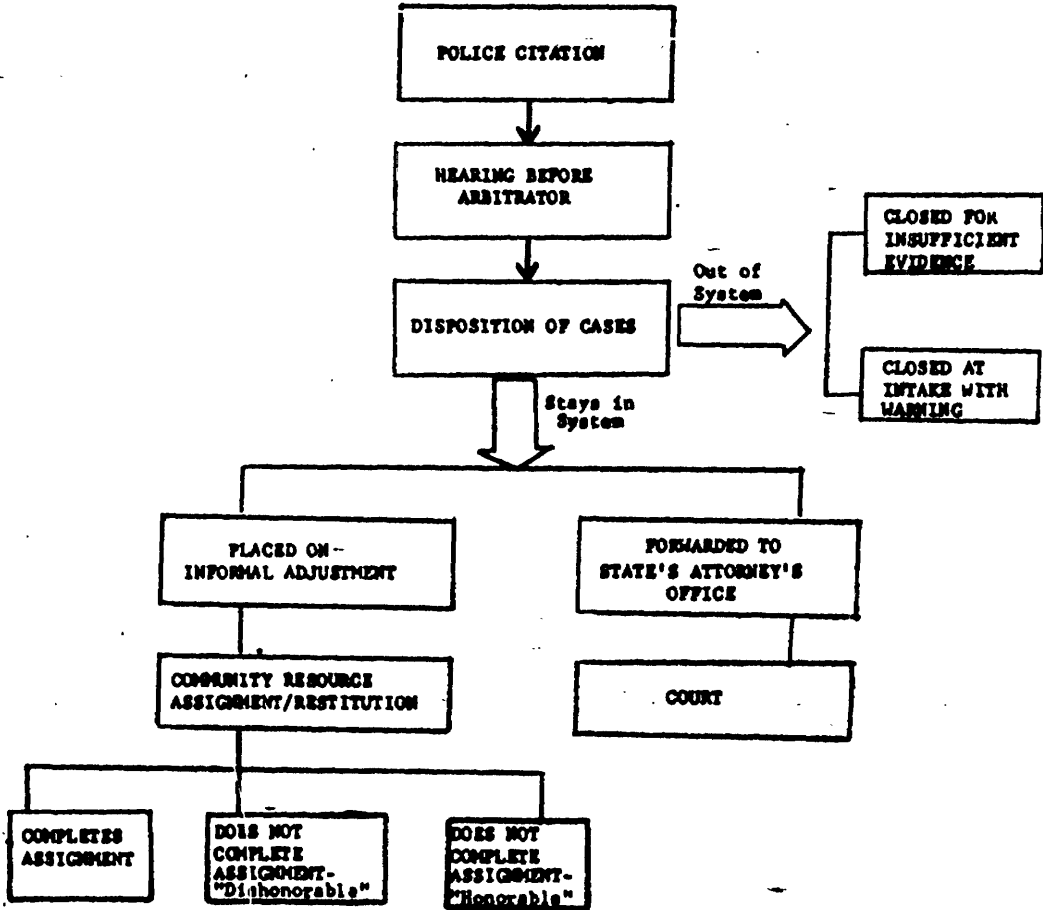 POLICE CITATION
HEARING BEFORE
ARBITRATOR
DISPOSITION OF CASES
Out of
System
CLOSED FOR
INSUFFICIENT
EVIDENCE
CLOSED AT
INTAKE WITH
WARNING
Stays in
System
PLACED ON
INFORMAL ADJUSTMENT
FORWARDED TO
STATE'S ATTORNEY'S
OFFICE
COMMUNITY RESOURCE
ASSIGNMENT/RESTITUTION
COURT
COMPLETES
ASSIGNMENT
DOES NOT
COMPLETE
ASSIGNMENT-
"Dishonorable"
DOES NOT
COMPLETE
ASSIGNMENT-
"Honorable"